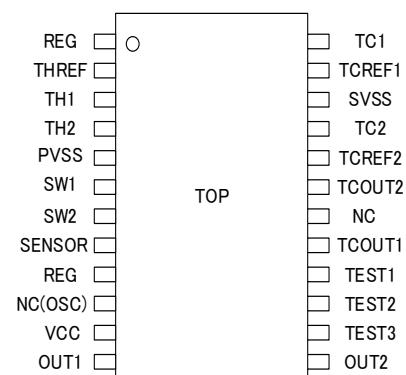 REG TC1
THREF TCREF1
TH1 SVSS
TH2 TC2
PVSS TCREF2
SW1 TCOUT2
TOP
SW2 NC
SENSOR TCOUT1
REG TEST1
NC(OSC) TEST2
VCC TEST3
OUT1 OUT2